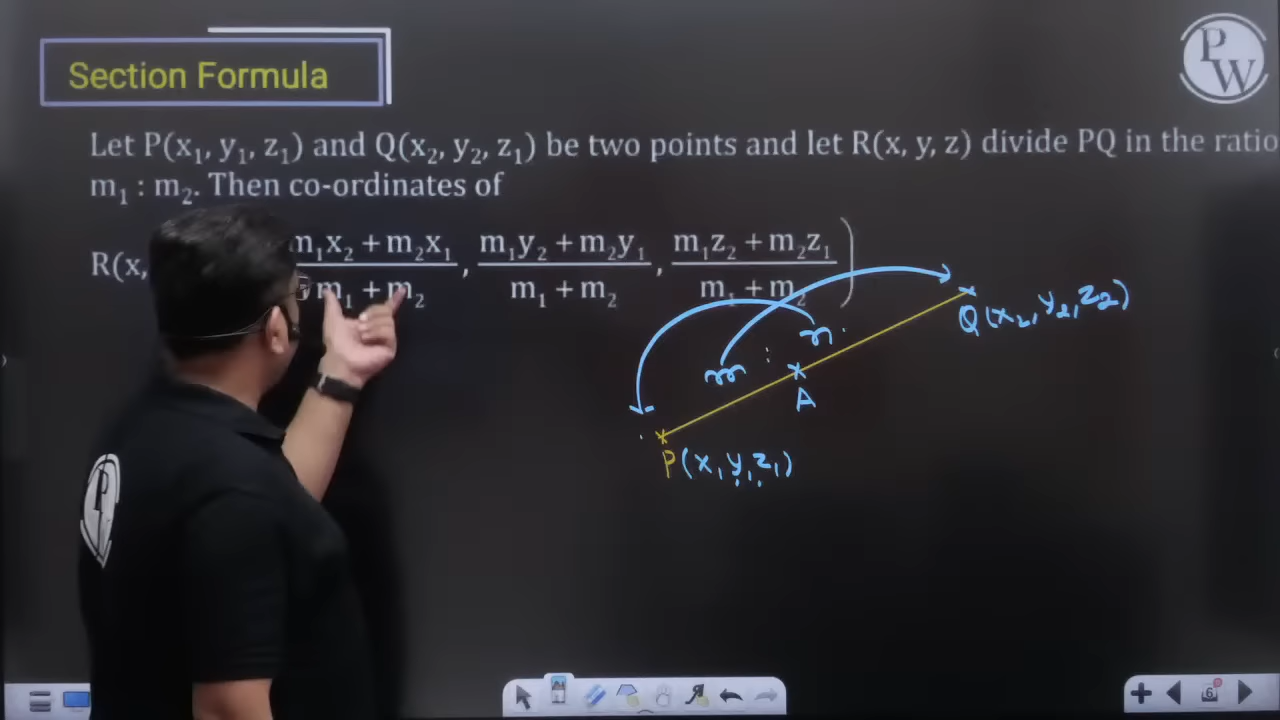 Section Formula
P
W
Let P(x₁, y₁, z₁) and Q(x₂, y₂, z₁) be two points and let R(x, y, z) divide PQ in the ratio
m₁ : m₂. Then co-ordinates of
R(x, m₁x₂ + m₂x₁ / m₁ + m₂ , m₁y₂ + m₂y₁ / m₁ + m₂ , m₁z₂ + m₂z₁ / m₁ + m₂ )
Q(x₂, y₂, z₂)
m : n
A
P(x₁ y₁ z₁)
6